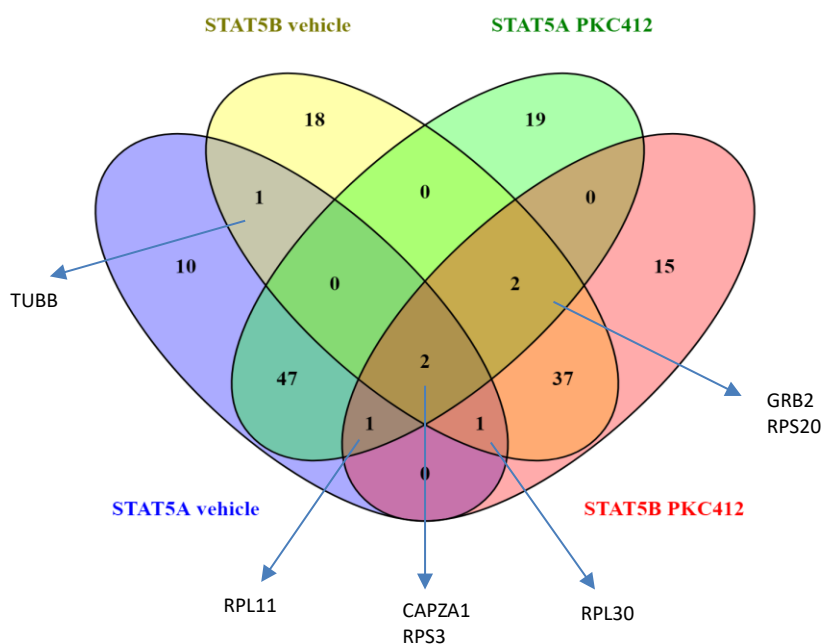 STAT5B vehicle
STAT5A PKC412
18
19
1
0
0
10
0
2
15
TUBB
2
47
37
GRB2
RPS20
1
1
0
STAT5A vehicle
STAT5B PKC412
RPL11
CAPZA1
RPS3
RPL30